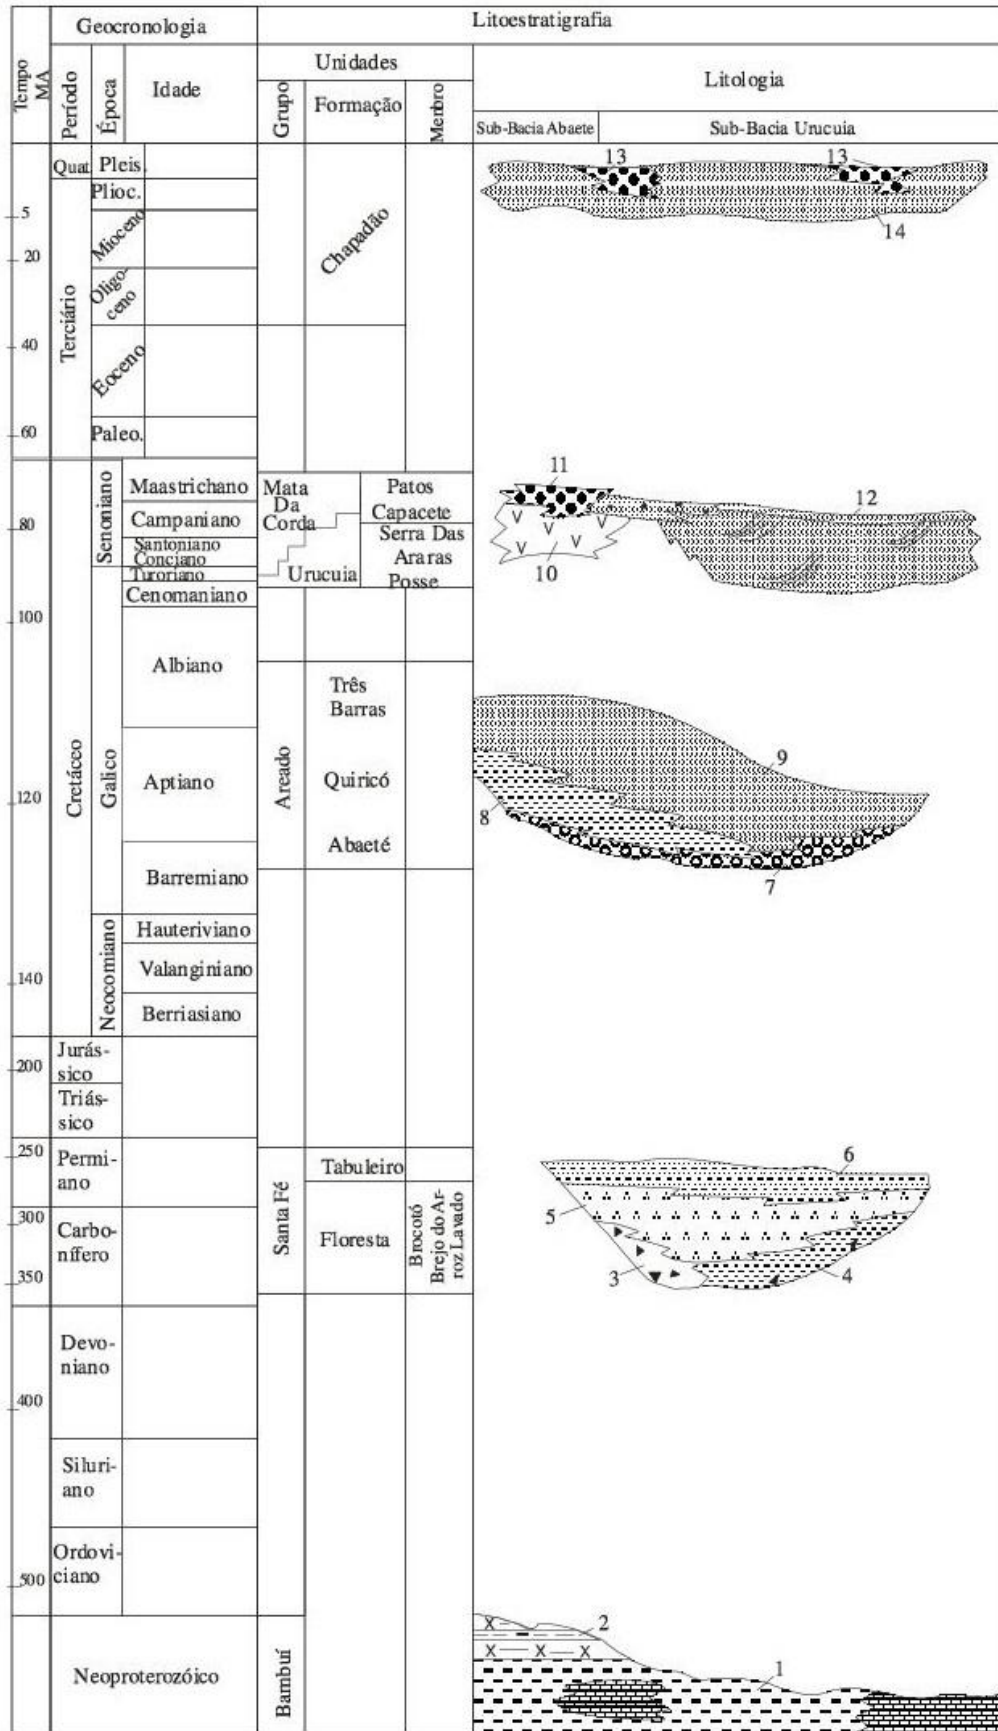 Geocronologia
Litoestratigrafia
Tempo
MA
Período
Época
Idade
Unidades
Grupo
Formação
Menbro
Litologia
Sub-Bacia Abaete
Sub-Bacia Urucuia
Quat.
Pleis.
Plioc.
5
Mioceno
20
Oligo-
ceno
Terciário
40
Eoceno
60
Paleo.
Chapadão
13
13
14
Cretácco
Senoniano
Maastrichano
Campaniano
80
Santoniano
Conciano
Turoriano
Cenomaniano
100
Galico
Albiano
Aptiano
120
Barremiano
Neocomiano
Hauteriviano
Valanginiano
140
Berriasiano
Mata
Da
Corda
Urucuia
Patos
Capacete
Serra Das
Araras
Posse
11
12
10
Areado
Três
Barras
Quiricó
Abaeté
9
8
7
Jurás-
sico
200
Triás-
sico
250
Permi-
ano
300
Carbo-
nífero
350
Santa Fé
Tabuleiro
Floresta
Brocotó
Brejo do Ar-
roz Lavado
6
5
3
4
Devo-
niano
400
Siluri-
ano
Ordovi-
ciano
500
Neoproterozóico
Bambuí
2
1